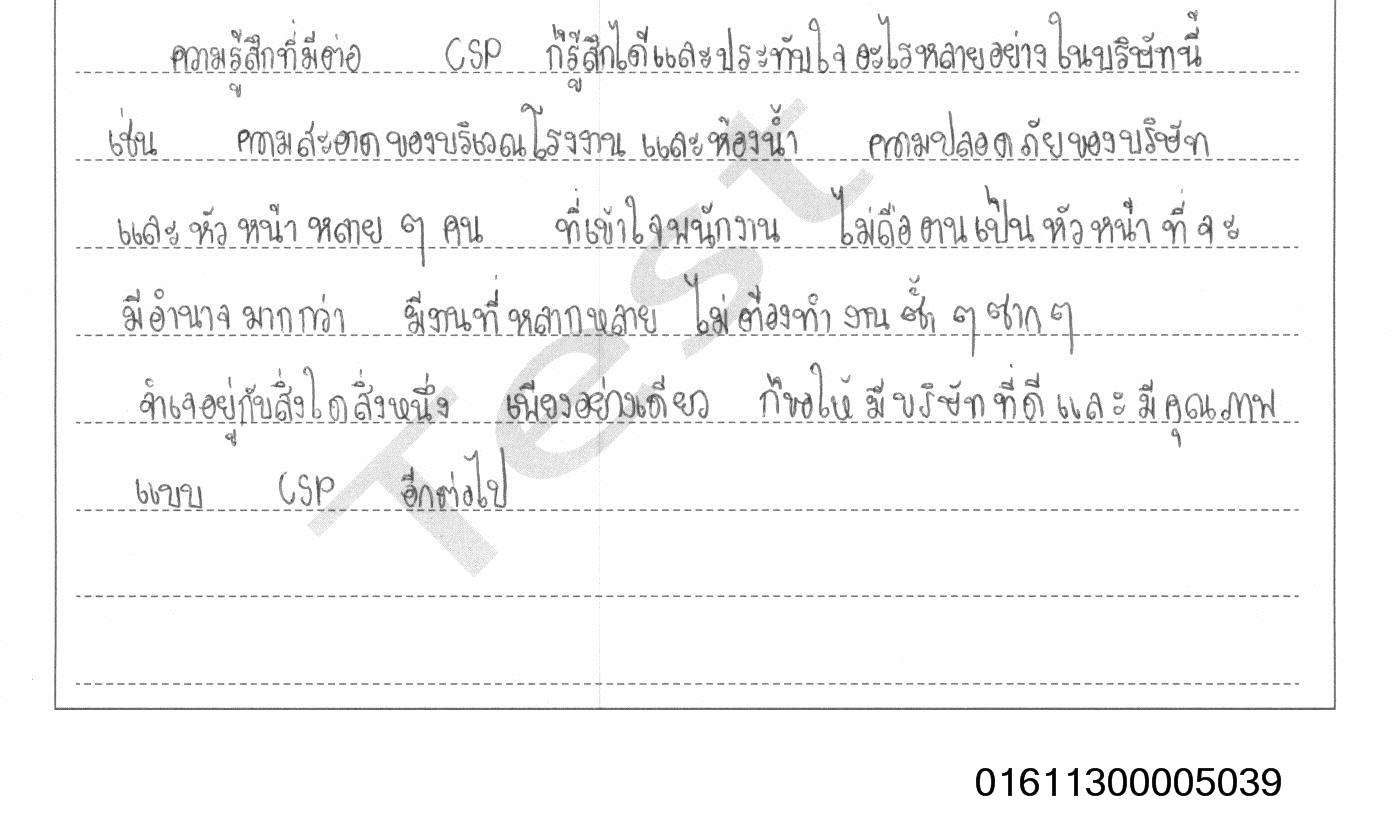 ความรู้สึกที่มีต่อ CSP ก็รู้สึกได้ดีและประทับใจอะไรหลายอย่างในบริษัทนี้
เช่น ความสะอาดของบริเวณโรงงานและห้องน้ำ ความปลอดภัยของบริษัท
และหัวหน้าหลายๆคน ที่เข้าใจพนักงาน ไม่ถือตนเป็นหัวหน้าที่จะ
มีอำนาจมากกว่า มีงานที่หลากหลาย ไม่ต้องทำงานซ้ำๆซากๆ
จำเจอยู่กับสิ่งใดสิ่งหนึ่ง เพียงอย่างเดียว ก็ขอให้มีบริษัทที่ดีและมีคุณภาพ
แบบ CSP อีกต่อไป
Test
01611300005039